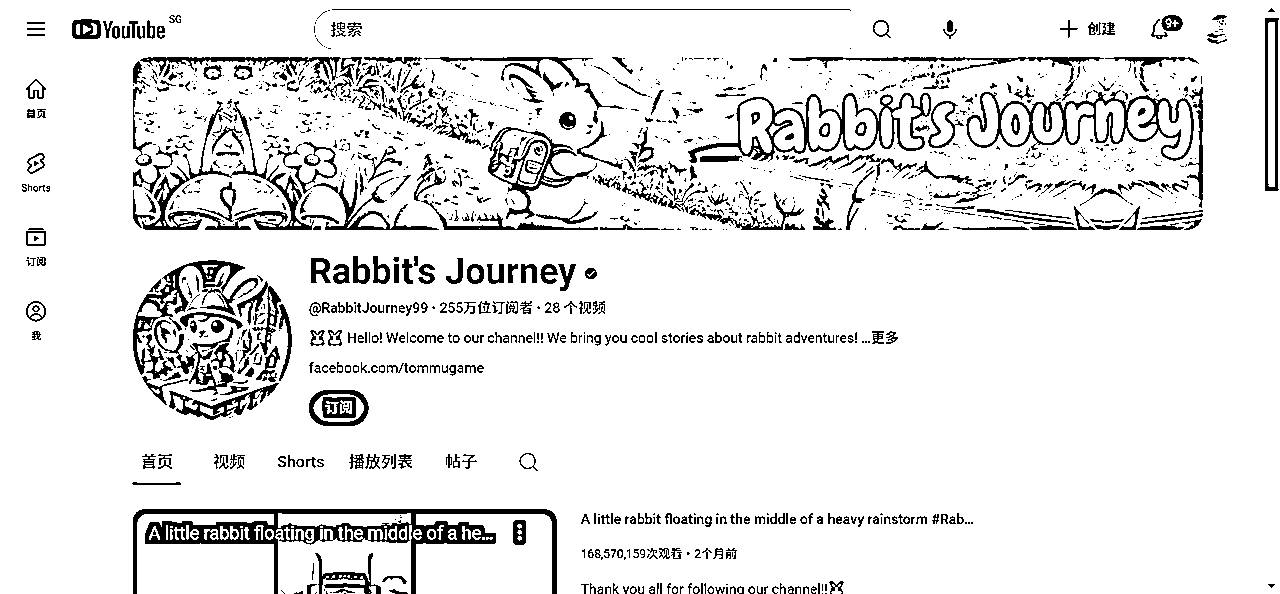 YouTube SG
搜索
创建
9+
首页
Shorts
订阅
我
Rabbit's Journey
Rabbit's Journey
@RabbitJourney99 · 255万位订阅者 · 28 个视频
Hello! Welcome to our channel!! We bring you cool stories about rabbit adventures! ...更多
facebook.com/tommugame
订阅
首页 视频 Shorts 播放列表 帖子
A little rabbit floating in the middle of a he...
A little rabbit floating in the middle of a heavy rainstorm #Rab...
168,570,159次观看 · 2个月前
Thank you all for following our channel!!